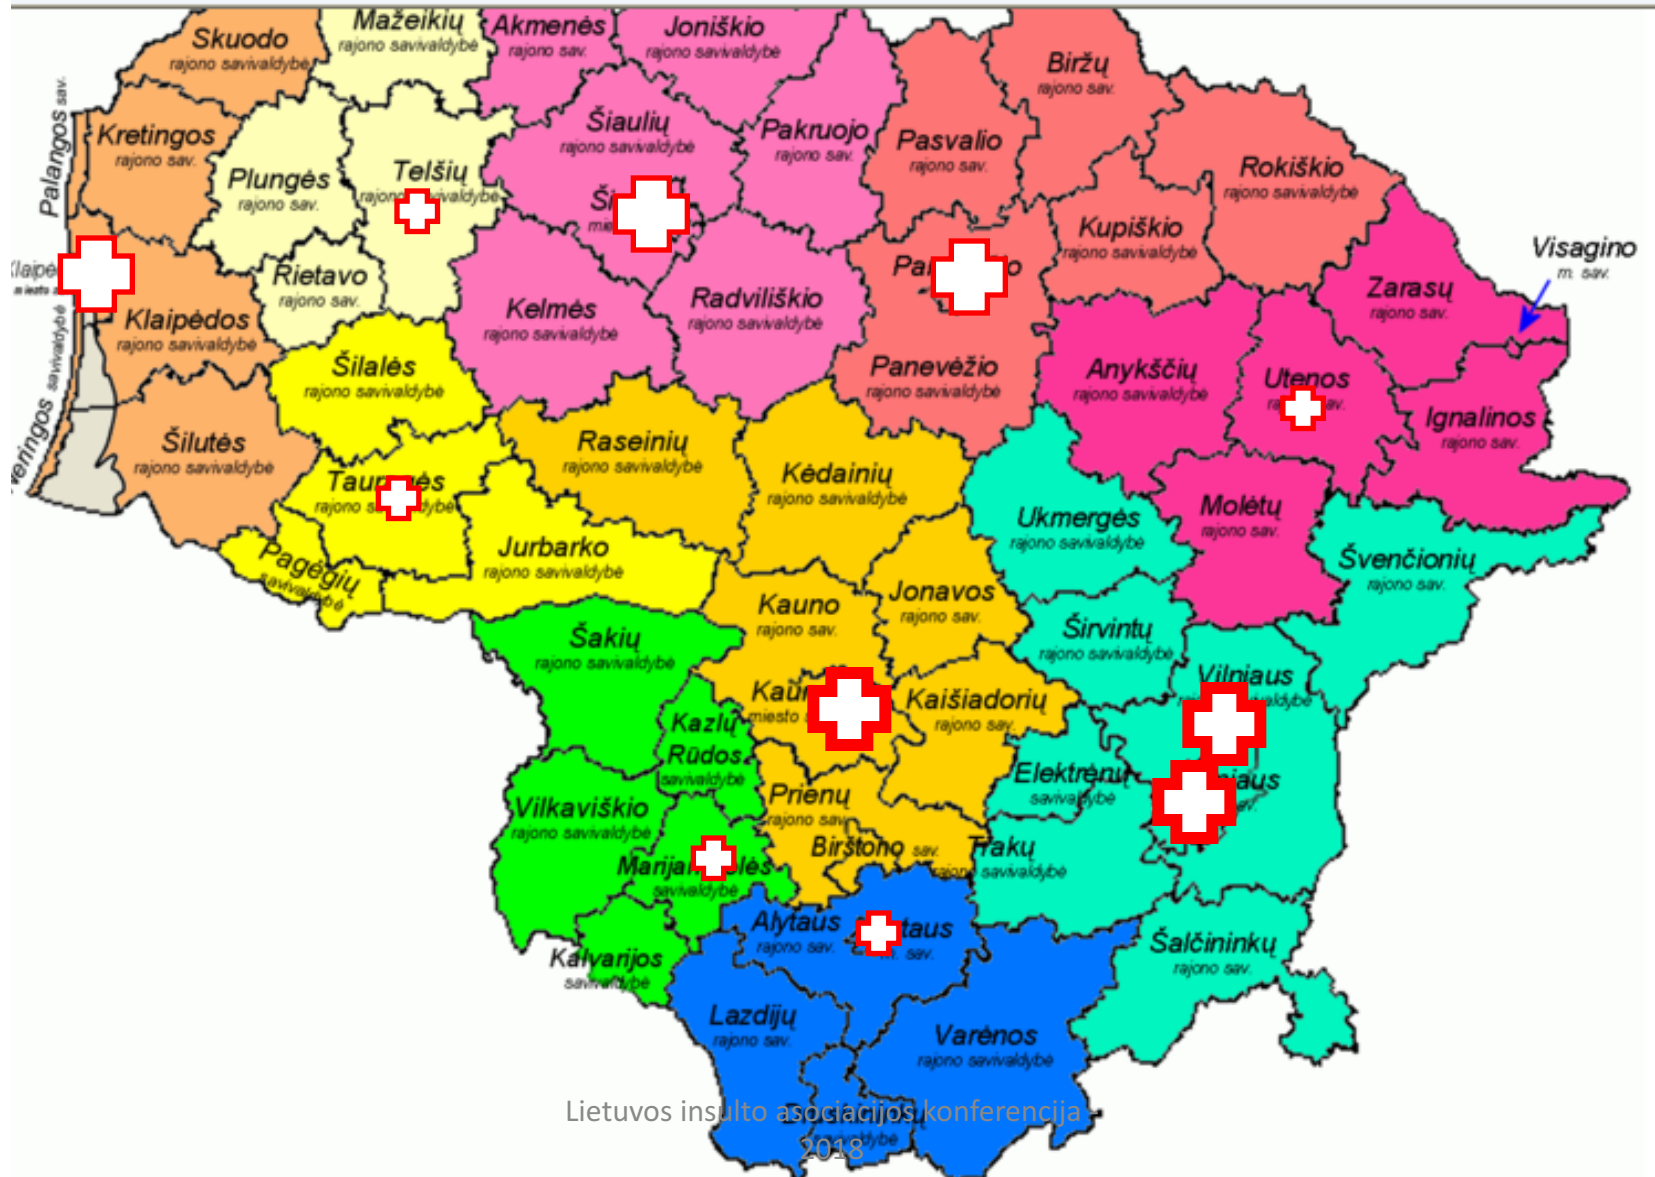 Skuodo
rajono savivaldybė
Mažeikių
rajono savivaldybė
Akmenės
rajono sav.
Joniškio
rajono savivaldybė
Biržų
rajono sav.
Palangos sav.
Kretingos
rajono sav.
Plungės
rajono sav.
Telšių
Šiaulių
rajono savivaldybė
Pakruojo
rajono sav.
Pasvalio
rajono sav.
Rokiškio
rajono savivaldybė
Kupiškio
rajono savivaldybė
Visagino
m. sav.
Zarasų
rajono sav.
Rietavo
rajono sav.
Klaipėdos
rajono savivaldybė
Kelmės
rajono savivaldybė
Radviliškio
rajono savivaldybė
Panevėžio
rajono savivaldybė
Anykščių
rajono savivaldybė
Utenos
Ignalinos
rajono sav.
Šilalės
rajono savivaldybė
Šilutės
rajono savivaldybė
savivaldybė
Raseinių
rajono savivaldybė
Kėdainių
rajono savivaldybė
Ukmergės
rajono savivaldybė
Molėtų
rajono sav.
Švenčionių
rajono sav.
Pagėgių
savivaldybė
Jurbarko
rajono savivaldybė
Kauno
rajono sav.
Jonavos
rajono sav.
Širvintų
rajono savivaldybė
Vilniaus
Šakių
rajono savivaldybė
miesto
Kaišiadorių
rajono sav.
Kazlų
Rūdos
savivaldybė
Elektrėnų
savivaldybė
Vilkaviškio
rajono savivaldybė
Prienų
rajono sav.
Birštono sav.
Trakų
rajono savivaldybė
savivaldybė
Alytaus
rajono sav.
Kalvarijos
savivaldybė
Šalčininkų
rajono sav.
Lazdijų
rajono sav.
Varėnos
rajono savivaldybė
Lietuvos insulto asociacijos konferencija
2018